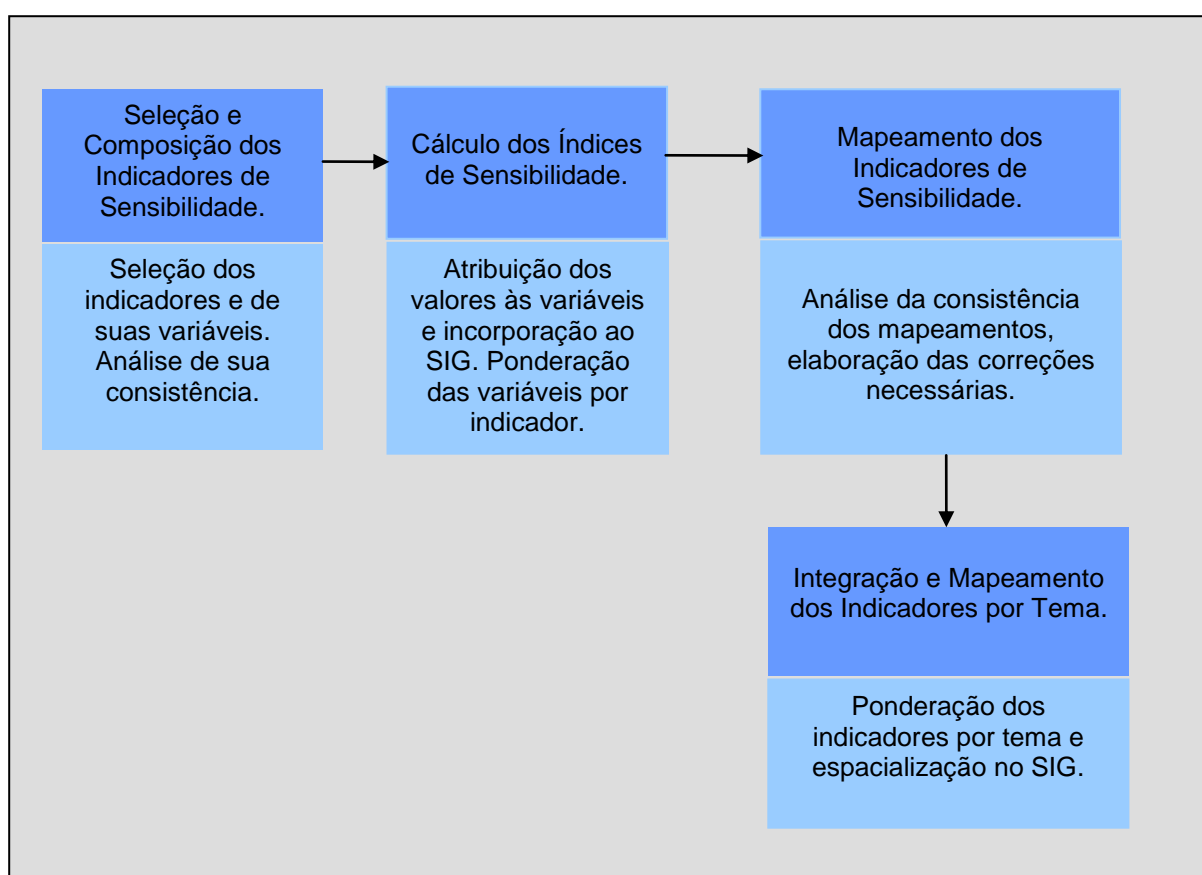 Seleção e
Composição dos
Indicadores de
Sensibilidade.
Seleção dos
indicadores e de
suas variáveis.
Análise de sua
consistência.
Cálculo dos Índices
de Sensibilidade.
Atribuição dos
valores às variáveis
e incorporação ao
SIG. Ponderação
das variáveis por
indicador.
Mapeamento dos
Indicadores de
Sensibilidade.
Análise da consistência
dos mapeamentos,
elaboração das correções
necessárias.
Integração e Mapeamento
dos Indicadores por Tema.
Ponderação dos
indicadores por tema e
espacialização no SIG.